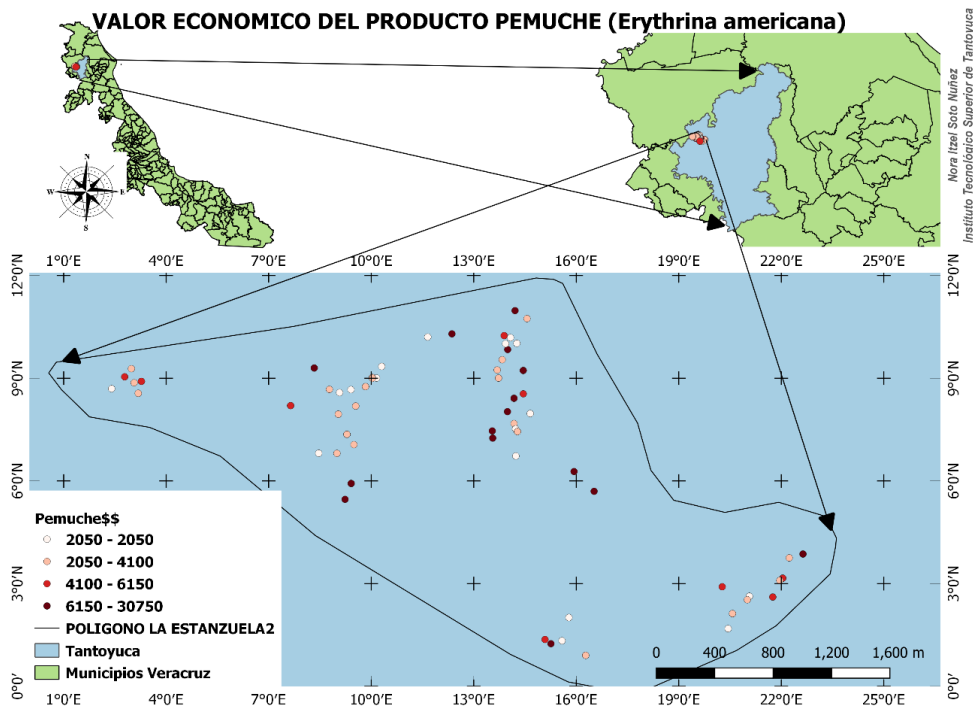 VALOR ECONOMICO DEL PRODUCTO PEMUCHE (Erythrina americana)
Nora Itzel Soto Nuñez
Instituto Tecnológico Superior de Tantoyuca
N
W E
S
1°0'E 4°0'E 7°0'E 10°0'E 13°0'E 16°0'E 19°0'E 22°0'E 25°0'E
12°0'N 12°0'N
9°0'N 9°0'N
6°0'N 6°0'N
3°0'N 3°0'N
0°0' 0°0'
Pemuche$$
2050 - 2050
2050 - 4100
4100 - 6150
6150 - 30750
POLIGONO LA ESTANZUELA2
Tantoyuca
Municipios Veracruz
0 400 800 1,200 1,600 m
1°0'E 4°0'E 7°0'E 10°0'E 13°0'E 16°0'E 19°0'E 22°0'E 25°0'E